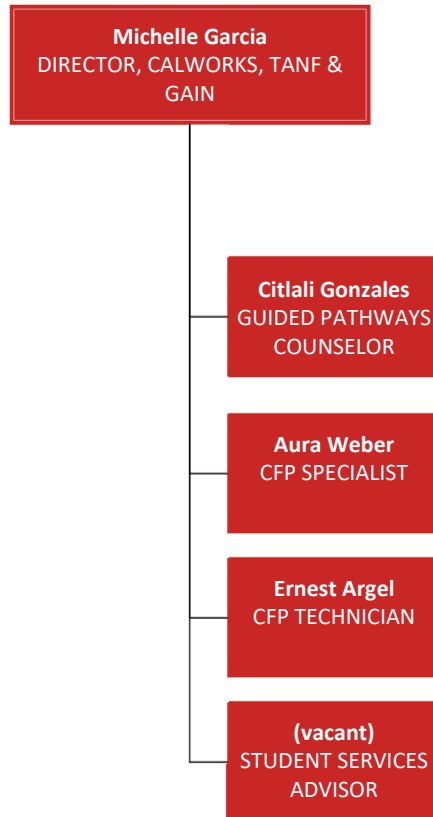 Michelle Garcia
DIRECTOR, CALWORKS, TANF &
GAIN
Citlali Gonzales
GUIDED PATHWAYS
COUNSELOR
Aura Weber
CFP SPECIALIST
Ernest Argel
CFP TECHNICIAN
(vacant)
STUDENT SERVICES
ADVISOR